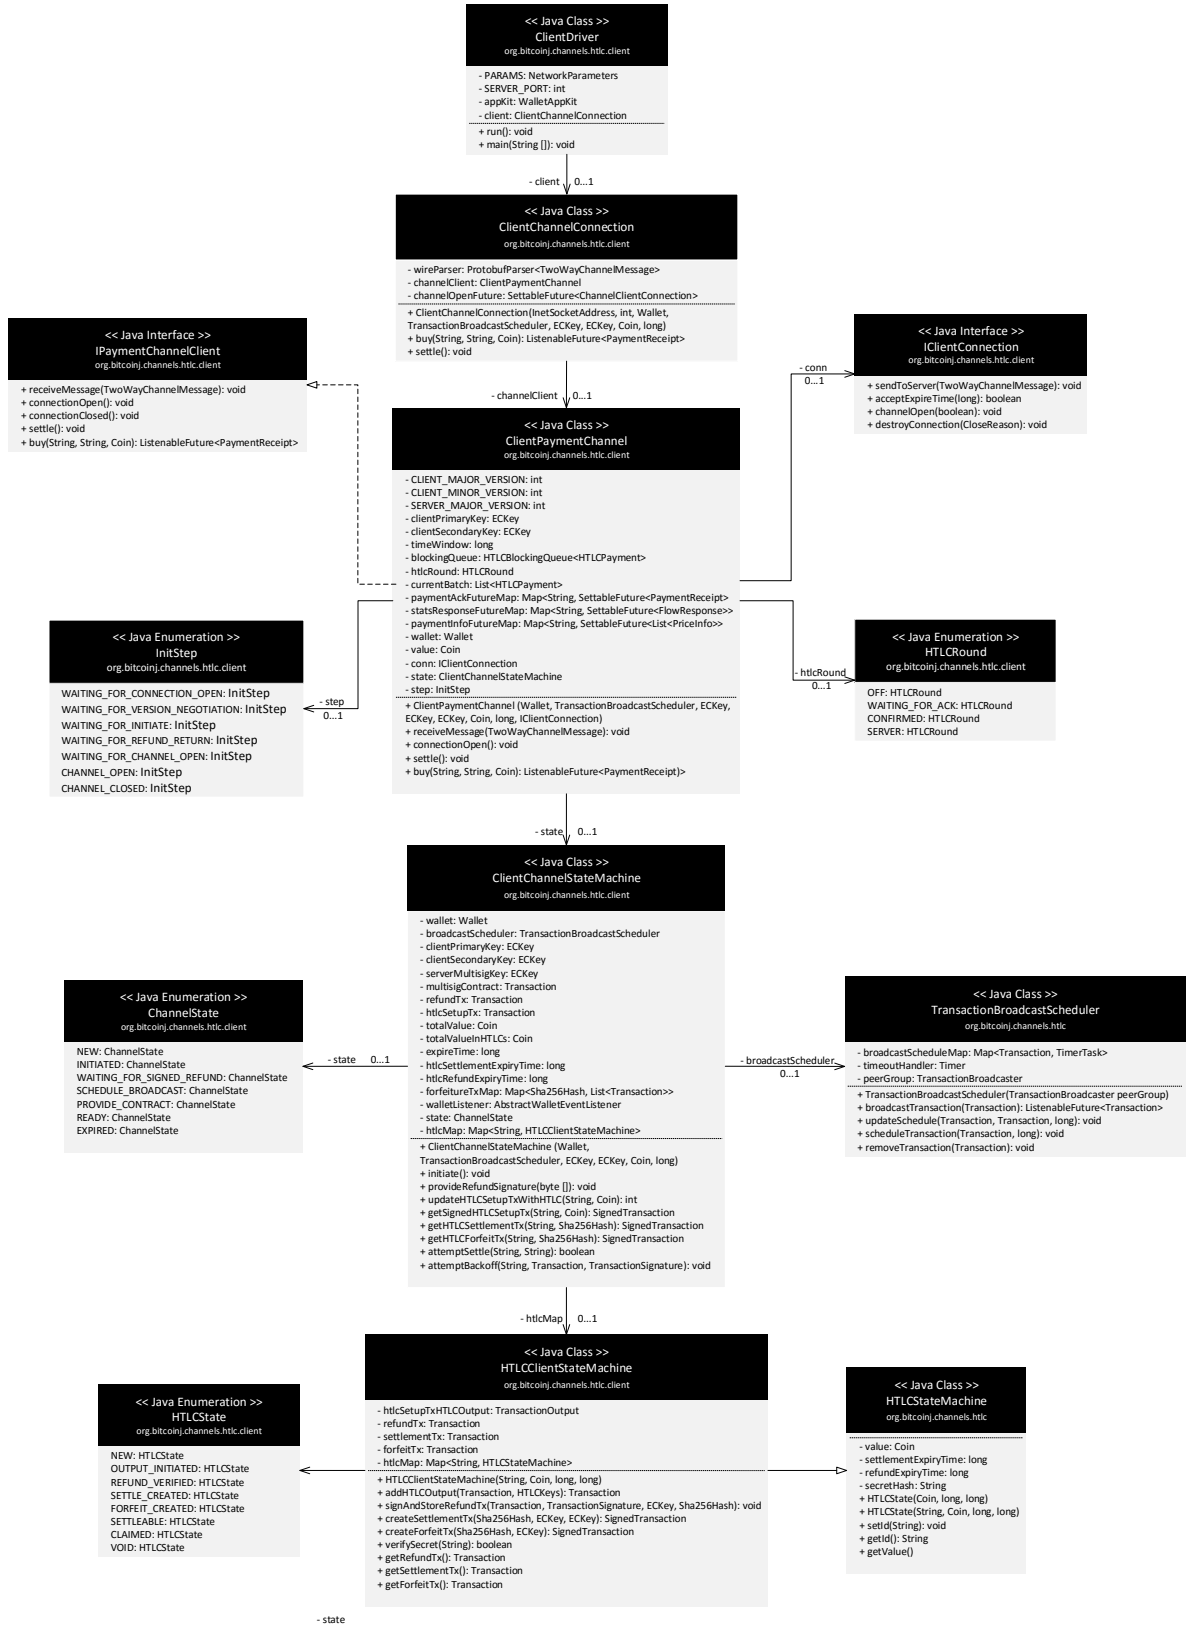 << Java Class >>
ClientDriver
org.bitcoinj.channels.htlc.client
- PARAMS: NetworkParameters
- SERVER_PORT: int
- appKit: WalletAppKit
- client: ClientChannelConnection
+ run(): void
+ main(String []): void
- client 0...1
<< Java Class >>
ClientChannelConnection
org.bitcoinj.channels.htlc.client
- wireParser: ProtobufParser<TwoWayChannelMessage>
- channelClient: ClientPaymentChannel
- channelOpenFuture: SettableFuture<ChannelClientConnection>
+ ClientChannelConnection(InetSocketAddress, int, Wallet,
TransactionBroadcastScheduler, ECKey, ECKey, Coin, long)
+ buy(String, String, Coin): ListenableFuture<PaymentReceipt>
+ settle(): void
<< Java Interface >>
IPaymentChannelClient
org.bitcoinj.channels.htlc.client
+ receiveMessage(TwoWayChannelMessage): void
+ connectionOpen(): void
+ connectionClosed(): void
+ settle(): void
+ buy(String, String, Coin): ListenableFuture<PaymentReceipt>
<< Java Interface >>
IClientConnection
org.bitcoinj.channels.htlc.client
+ sendToServer(TwoWayChannelMessage): void
+ acceptExpireTime(long): boolean
+ channelOpen(boolean): void
+ destroyConnection(CloseReason): void
- conn
0...1
- channelClient 0...1
<< Java Class >>
ClientPaymentChannel
org.bitcoinj.channels.htlc.client
- CLIENT_MAJOR_VERSION: int
- CLIENT_MINOR_VERSION: int
- SERVER_MAJOR_VERSION: int
- clientPrimaryKey: ECKey
- clientSecondaryKey: ECKey
- timeWindow: long
- blockingQueue: HTLCBlockingQueue<HTLCPayment>
- htlcRound: HTLCRound
- currentBatch: List<HTLCPayment>
- paymentAckFutureMap: Map<String, SettableFuture<PaymentReceipt>
- statsResponseFutureMap: Map<String, SettableFuture<FlowResponse>>
- paymentInfoFutureMap: Map<String, SettableFuture<List<PriceInfo>>
- wallet: Wallet
- value: Coin
- conn: IClientConnection
- state: ClientChannelStateMachine
- step: InitStep
+ ClientPaymentChannel (Wallet, TransactionBroadcastScheduler, ECKey,
ECKey, ECKey, Coin, long, IClientConnection)
+ receiveMessage(TwoWayChannelMessage): void
+ connectionOpen(): void
+ settle(): void
+ buy(String, String, Coin): ListenableFuture<PaymentReceipt)>
<< Java Enumeration >>
InitStep
org.bitcoinj.channels.htlc.client
WAITING_FOR_CONNECTION_OPEN: InitStep
WAITING_FOR_VERSION_NEGOTIATION: InitStep
WAITING_FOR_INITIATE: InitStep
WAITING_FOR_REFUND_RETURN: InitStep
WAITING_FOR_CHANNEL_OPEN: InitStep
CHANNEL_OPEN: InitStep
CHANNEL_CLOSED: InitStep
- step
0...1
<< Java Enumeration >>
HTLCRound
org.bitcoinj.channels.htlc.client
OFF: HTLCRound
WAITING_FOR_ACK: HTLCRound
CONFIRMED: HTLCRound
SERVER: HTLCRound
- htlcRound
0...1
- state 0...1
<< Java Class >>
ClientChannelStateMachine
org.bitcoinj.channels.htlc.client
- wallet: Wallet
- broadcastScheduler: TransactionBroadcastScheduler
- clientPrimaryKey: ECKey
- clientSecondaryKey: ECKey
- serverMultisigKey: ECKey
- multisigContract: Transaction
- refundTx: Transaction
- htlcSetupTx: Transaction
- totalValue: Coin
- totalValueInHTLCs: Coin
- expireTime: long
- htlcSettlementExpiryTime: long
- htlcRefundExpiryTime: long
- forfeitureTxMap: Map<Sha256Hash, List<Transaction>>
- walletListener: AbstractWalletEventListener
- state: ChannelState
- htlcMap: Map<String, HTLCClientStateMachine>
+ ClientChannelStateMachine (Wallet,
TransactionBroadcastScheduler, ECKey, ECKey, Coin, long)
+ initiate(): void
+ provideRefundSignature(byte []): void
+ updateHTLCSetupTxWithHTLC(String, Coin): int
+ getSignedHTLCSetupTx(String, Coin): SignedTransaction
+ getHTLCSettlementTx(String, Sha256Hash): SignedTransaction
+ getHTLCForfeitTx(String, Sha256Hash): SignedTransaction
+ attemptSettle(String, String): boolean
+ attemptBackoff(String, Transaction, TransactionSignature): void
<< Java Enumeration >>
ChannelState
org.bitcoinj.channels.htlc.client
NEW: ChannelState
INITIATED: ChannelState
WAITING_FOR_SIGNED_REFUND: ChannelState
SCHEDULE_BROADCAST: ChannelState
PROVIDE_CONTRACT: ChannelState
READY: ChannelState
EXPIRED: ChannelState
- state 0...1
<< Java Class >>
TransactionBroadcastScheduler
org.bitcoinj.channels.htlc
- broadcastScheduleMap: Map<Transaction, TimerTask>
- timeoutHandler: Timer
- peerGroup: TransactionBroadcaster
+ TransactionBroadcastScheduler(TransactionBroadcaster peerGroup)
+ broadcastTransaction(Transaction): ListenableFuture<Transaction>
+ updateSchedule(Transaction, Transaction, long): void
+ scheduleTransaction(Transaction, long): void
+ removeTransaction(Transaction): void
- broadcastScheduler
0...1
- htlcMap 0...1
<< Java Class >>
HTLCClientStateMachine
org.bitcoinj.channels.htlc.client
- htlcSetupTxHTLCOutput: TransactionOutput
- refundTx: Transaction
- settlementTx: Transaction
- forfeitTx: Transaction
- htlcMap: Map<String, HTLCStateMachine>
+ HTLCClientStateMachine(String, Coin, long, long)
+ addHTLCOutput(Transaction, HTLCKeys): Transaction
+ signAndStoreRefundTx(Transaction, TransactionSignature, ECKey, Sha256Hash): void
+ createSettlementTx(Sha256Hash, ECKey, ECKey): SignedTransaction
+ createForfeitTx(Sha256Hash, ECKey): SignedTransaction
+ verifySecret(String): boolean
+ getRefundTx(): Transaction
+ getSettlementTx(): Transaction
+ getForfeitTx(): Transaction
<< Java Enumeration >>
HTLCState
org.bitcoinj.channels.htlc.client
NEW: HTLCState
OUTPUT_INITIATED: HTLCState
REFUND_VERIFIED: HTLCState
SETTLE_CREATED: HTLCState
FORFEIT_CREATED: HTLCState
SETTLEABLE: HTLCState
CLAIMED: HTLCState
VOID: HTLCState
<< Java Class >>
HTLCStateMachine
org.bitcoinj.channels.htlc
- value: Coin
- settlementExpiryTime: long
- refundExpiryTime: long
- secretHash: String
+ HTLCState(Coin, long, long)
+ HTLCState(String, Coin, long, long)
+ setId(String): void
+ getId(): String
+ getValue()
- state